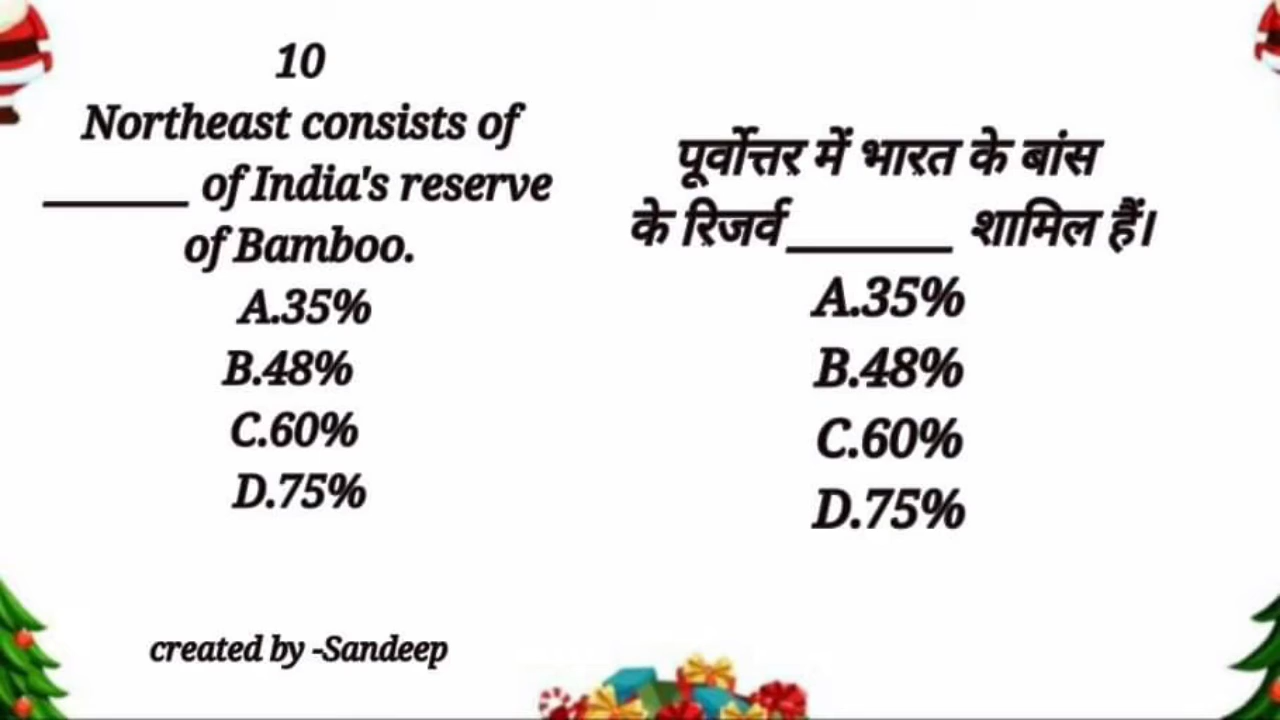 10
Northeast consists of
______ of India's reserve
of Bamboo.
A.35%
B.48%
C.60%
D.75%
पूर्वोत्तर में भारत के बांस
के रिजर्व_______ शामिल हैं।
A.35%
B.48%
C.60%
D.75%
created by -Sandeep